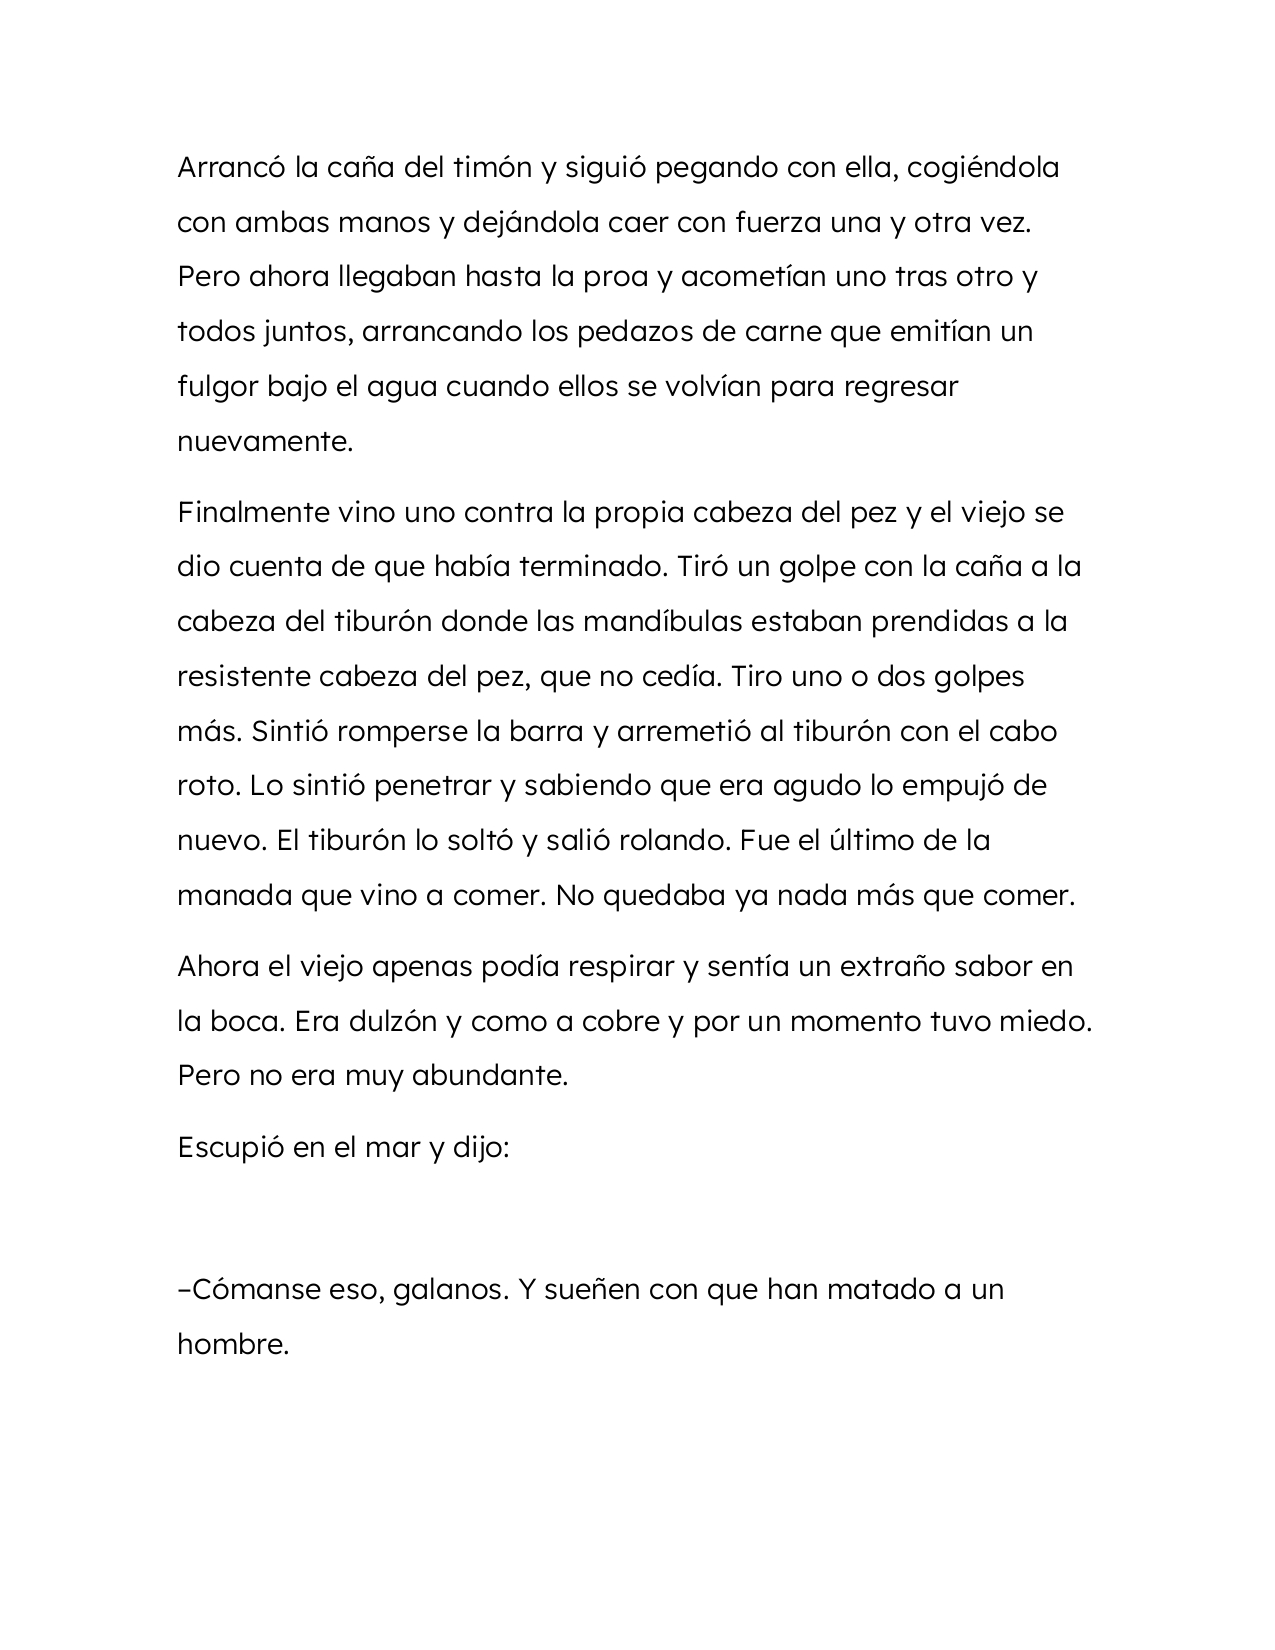 Arrancó la caña del timón y siguió pegando con ella, cogiéndola
con ambas manos y dejándola caer con fuerza una y otra vez.
Pero ahora llegaban hasta la proa y acometían uno tras otro y
todos juntos, arrancando los pedazos de carne que emitían un
fulgor bajo el agua cuando ellos se volvían para regresar
nuevamente.
Finalmente vino uno contra la propia cabeza del pez y el viejo se
dio cuenta de que había terminado. Tiró un golpe con la caña a la
cabeza del tiburón donde las mandíbulas estaban prendidas a la
resistente cabeza del pez, que no cedía. Tiro uno o dos golpes
más. Sintió romperse la barra y arremetió al tiburón con el cabo
roto. Lo sintió penetrar y sabiendo que era agudo lo empujó de
nuevo. El tiburón lo soltó y salió rolando. Fue el último de la
manada que vino a comer. No quedaba ya nada más que comer.
Ahora el viejo apenas podía respirar y sentía un extraño sabor en
la boca. Era dulzón y como a cobre y por un momento tuvo miedo.
Pero no era muy abundante.
Escupió en el mar y dijo:
–Cómanse eso, galanos. Y sueñen con que han matado a un
hombre.